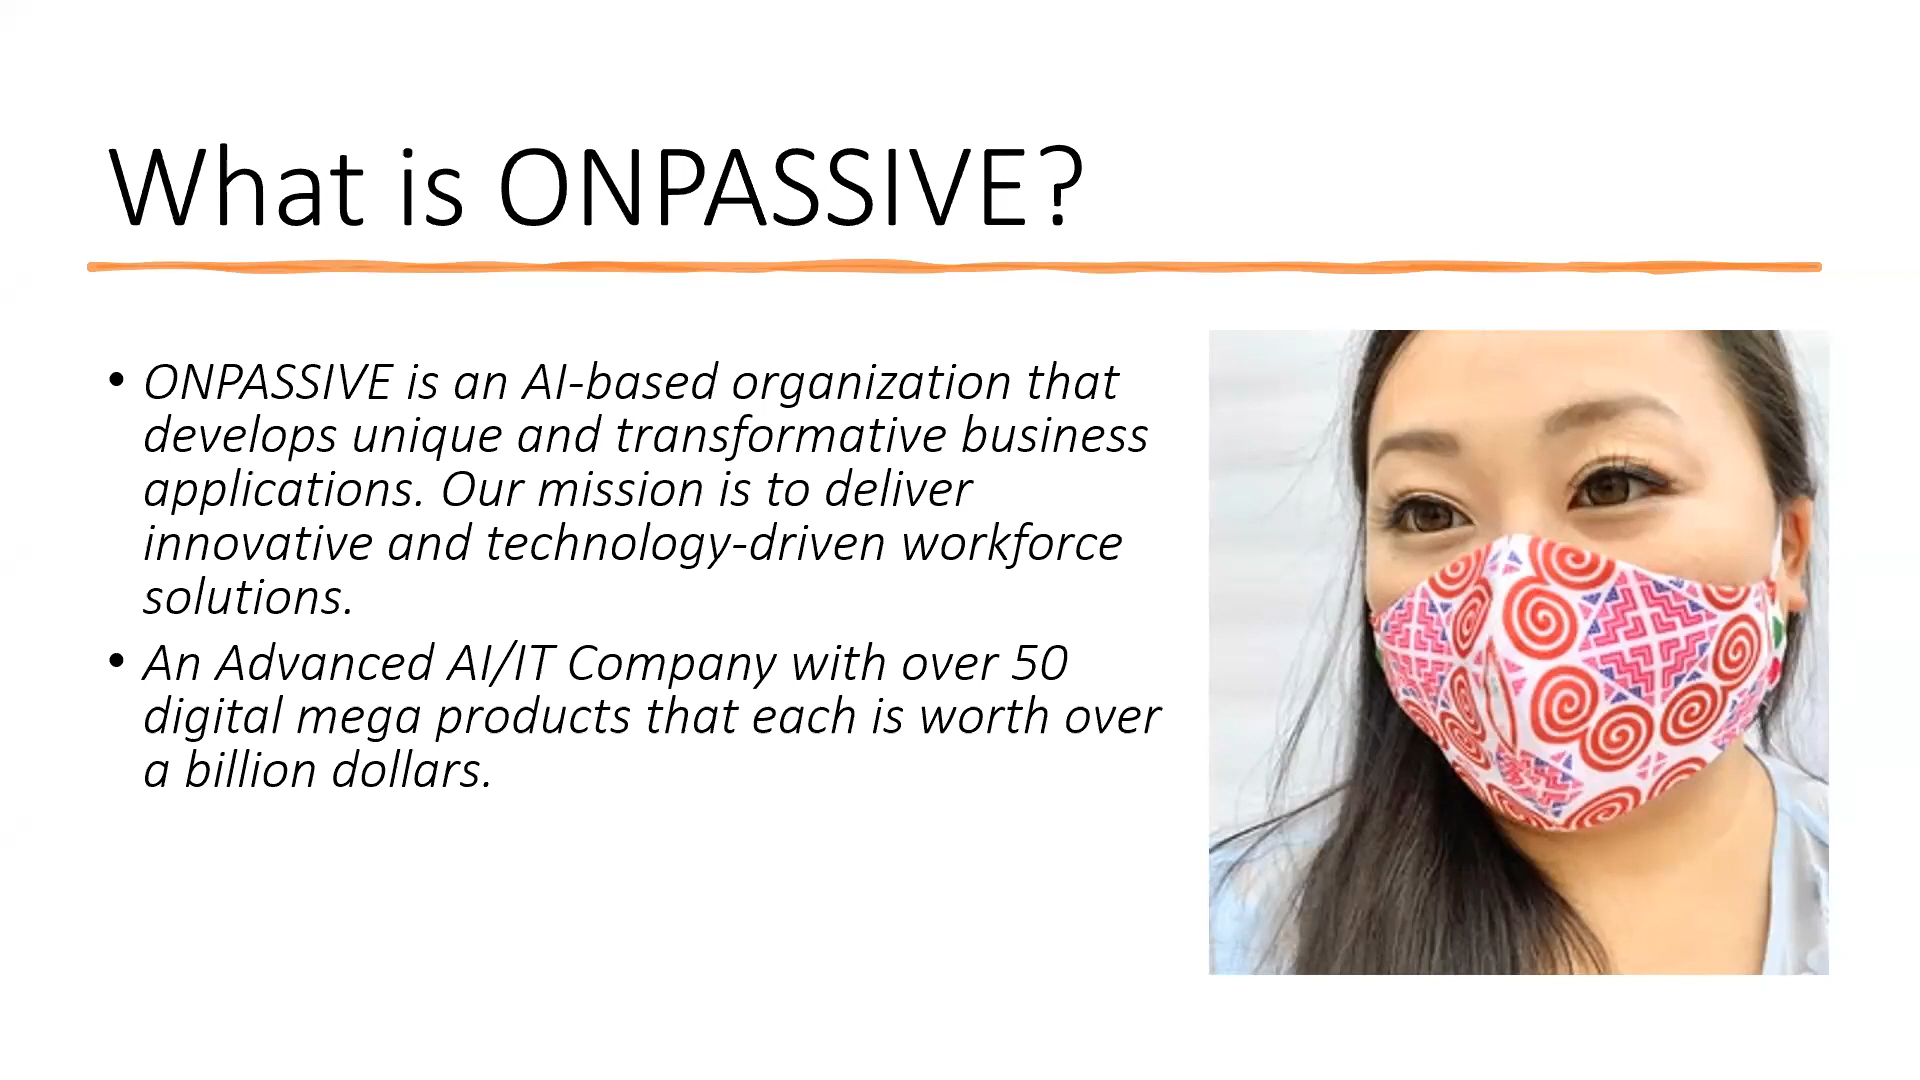 What is ONPASSIVE?
• ONPASSIVE is an AI-based organization that
develops unique and transformative business
applications. Our mission is to deliver
innovative and technology-driven workforce
solutions.
• An Advanced AI/IT Company with over 50
digital mega products that each is worth over
a billion dollars.